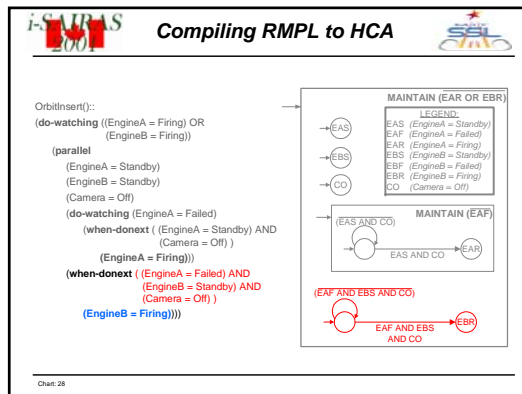 i-SAIRAS
2001
Compiling RMPL to HCA
SSL
OrbitInsert()::
(do-watching ((EngineA = Firing) OR
(EngineB = Firing))
(parallel
(EngineA = Standby)
(EngineB = Standby)
(Camera = Off)
(do-watching (EngineA = Failed)
(when-donext ( (EngineA = Standby) AND
(Camera = Off) )
(EngineA = Firing)))
(when-donext ( (EngineA = Failed) AND
(EngineB = Standby) AND
(Camera = Off) )
(EngineB = Firing))))
MAINTAIN (EAR OR EBR)
LEGEND:
EAS (EngineA = Standby)
EAF (EngineA = Failed)
EAR (EngineA = Firing)
EBS (EngineB = Standby)
EBF (EngineB = Failed)
EBR (EngineB = Firing)
CO (Camera = Off)
EAS
EBS
CO
MAINTAIN (EAF)
(EAS AND CO)
EAR
EAS AND CO
(EAF AND EBS AND CO)
EBR
EAF AND EBS
AND CO
Chart: 28